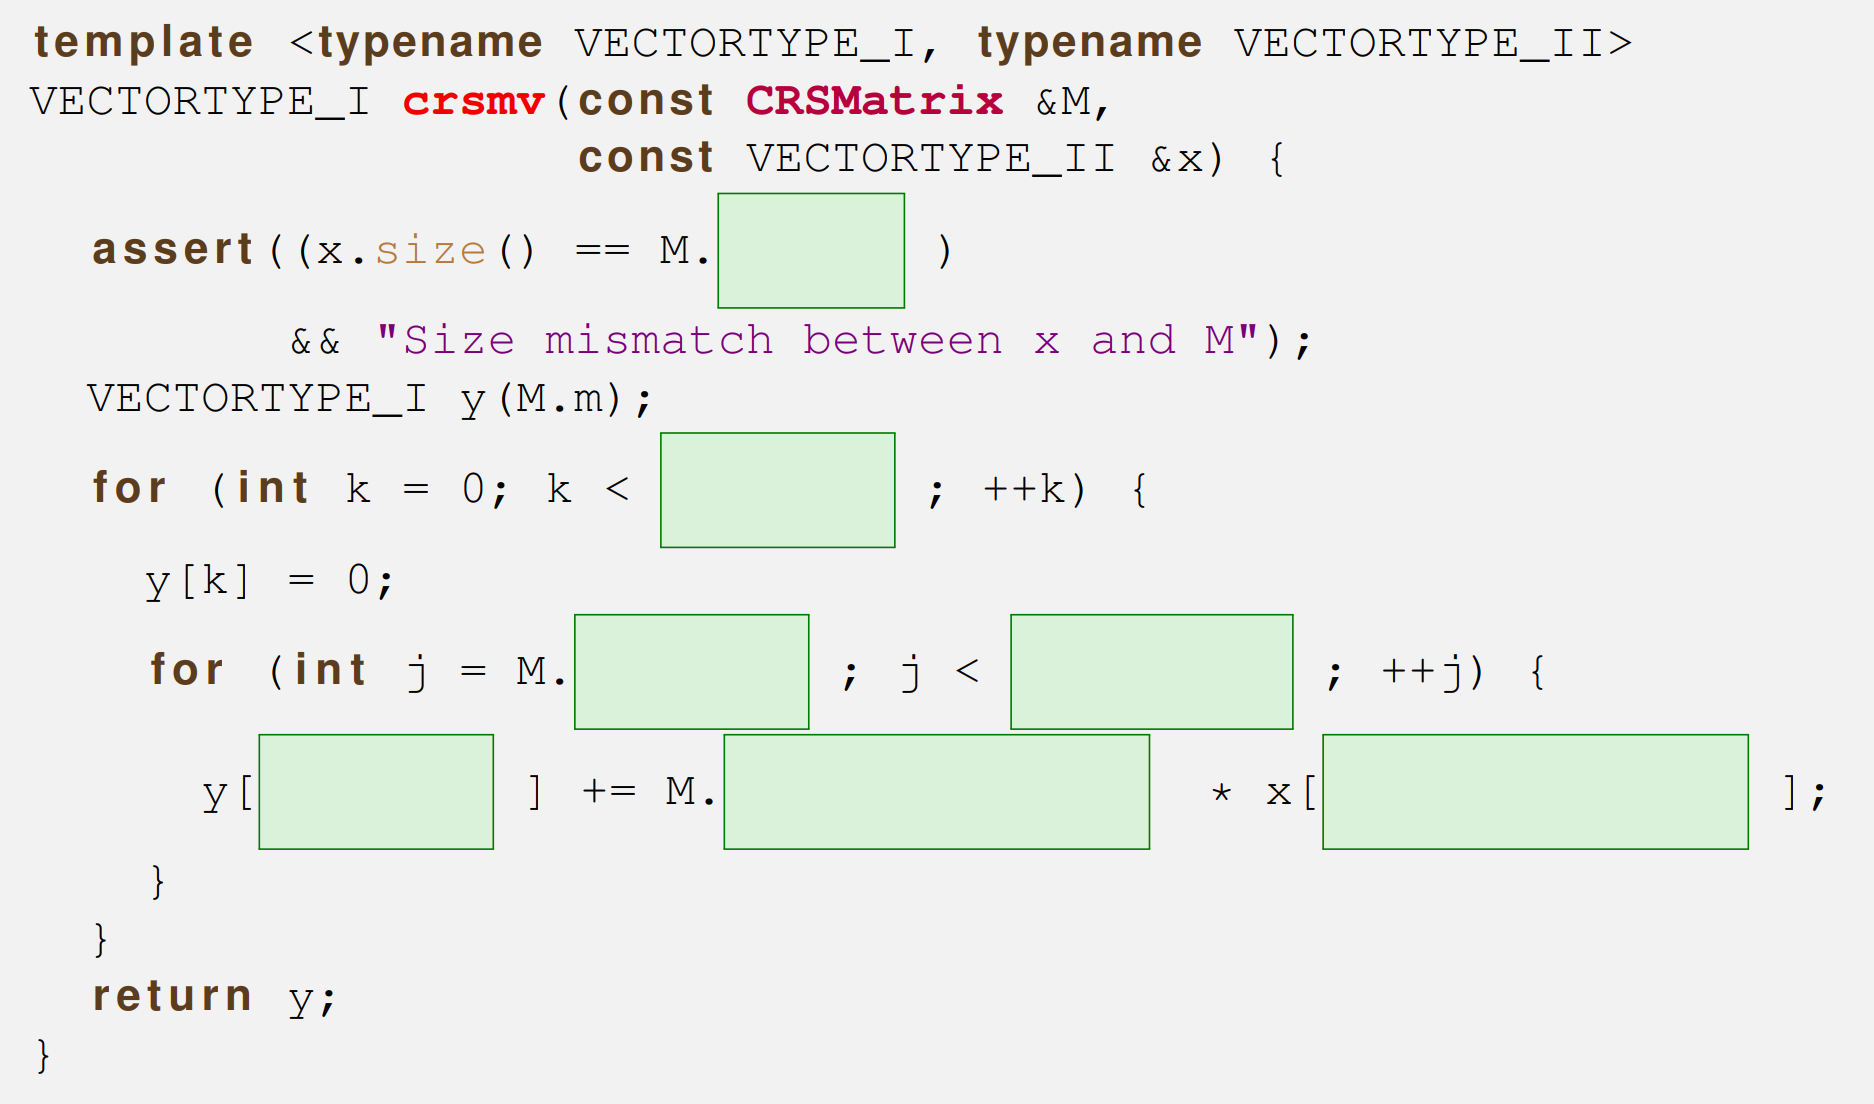 template <typename VECTORTYPE_I, typename VECTORTYPE_II>
VECTORTYPE_I crsmv(const CRSMatrix &M,
const VECTORTYPE_II &x) {
assert((x.size() == M. )
&& "Size mismatch between x and M");
VECTORTYPE_I y(M.m);
for (int k = 0; k < ; ++k) {
y[k] = 0;
for (int j = M. ; j < ; ++j) {
y[ ] += M. * x[ ];
}
}
return y;
}